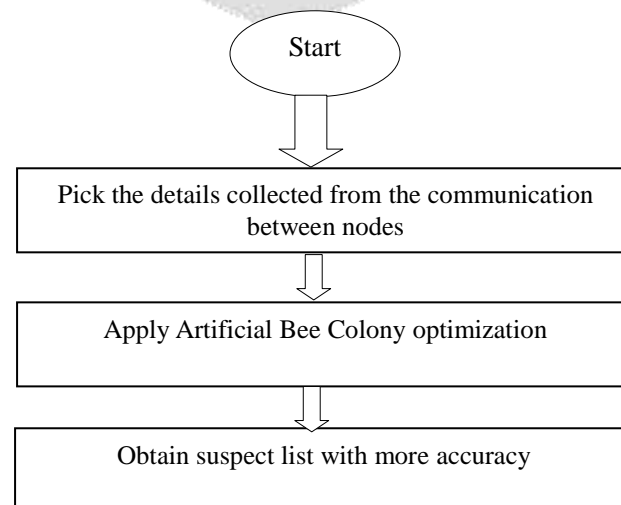 Start
Pick the details collected from the communication
between nodes
Apply Artificial Bee Colony optimization
Obtain suspect list with more accuracy